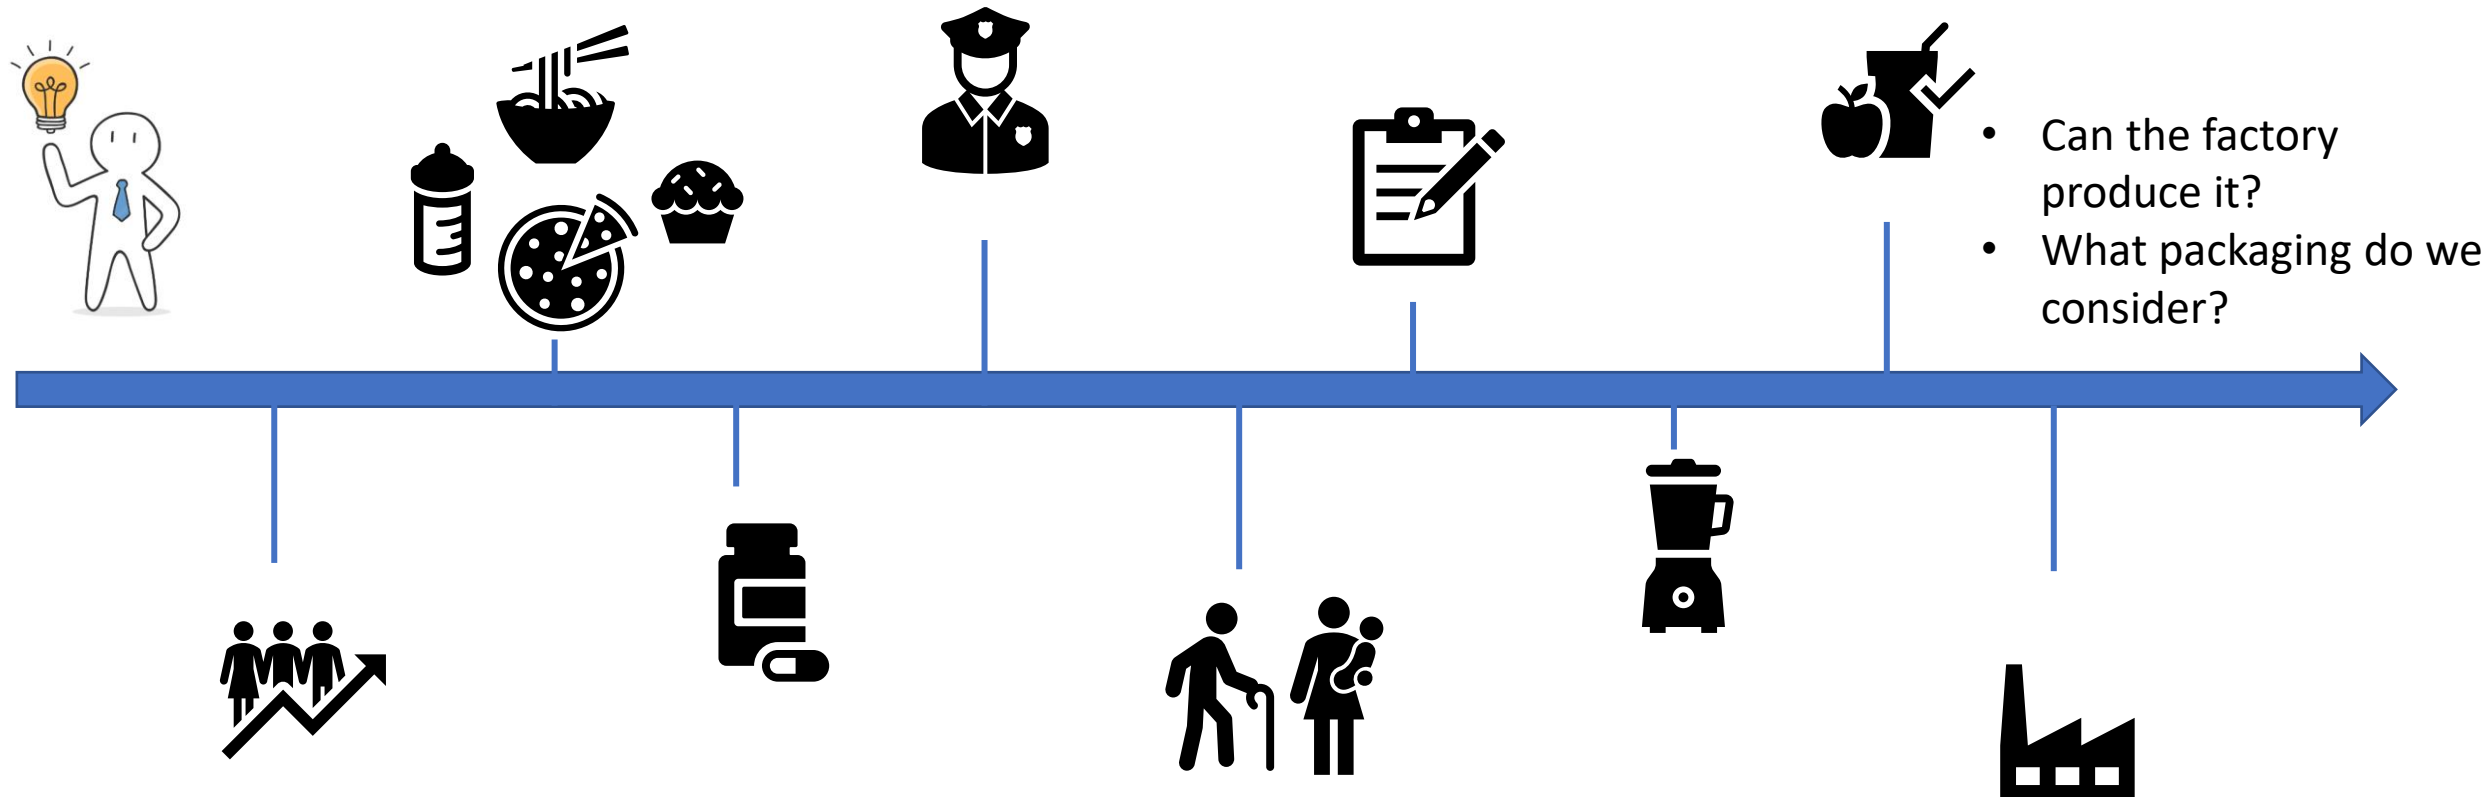 • Can the factory
produce it?
• What packaging do we
consider?